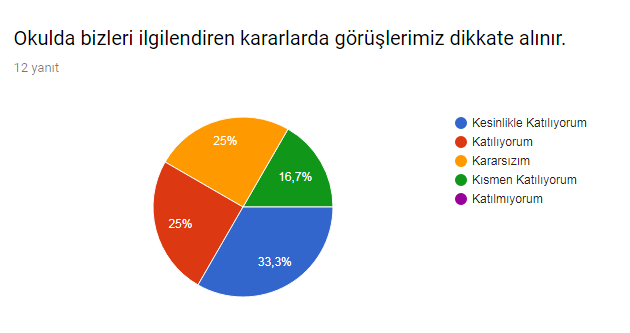 Okulda bizleri ilgilendiren kararlarda görüşlerimiz dikkate alınır.
12 yanıt
25%
16,7%
25%
33,3%
Kesinlikle Katılıyorum
Katılıyorum
Kararsızım
Kısmen Katılıyorum
Katılmıyorum